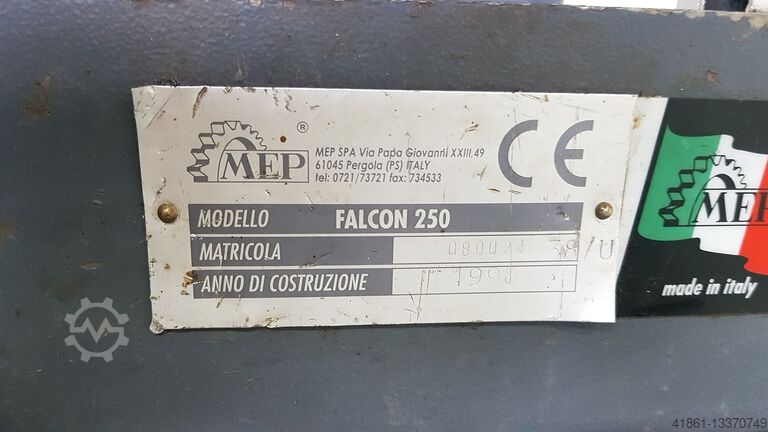 MEP ®
MEP SPA Via Papa Giovanni XXIII,49
61045 Pergola (PS) ITALY
tel: 0721/73721 fax: 734533
CE
MODELLO FALCON 250
MATRICOLA 38/U
ANNO DI COSTRUZIONE
MEP
made in italy
41861-13370749